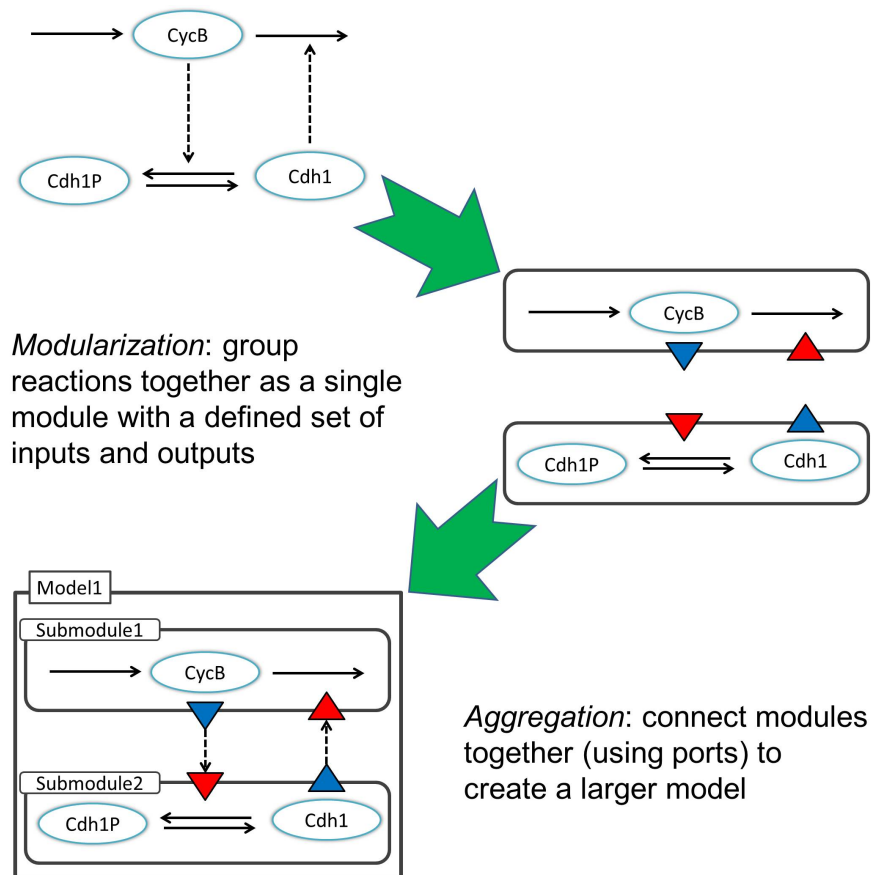 CycB
Cdh1P
Cdh1
CycB
Modularization: group
reactions together as a single
module with a defined set of
inputs and outputs
Cdh1P
Cdh1
Model1
Submodule1
CycB
Aggregation: connect modules
together (using ports) to
create a larger model
Submodule2
Cdh1P
Cdh1